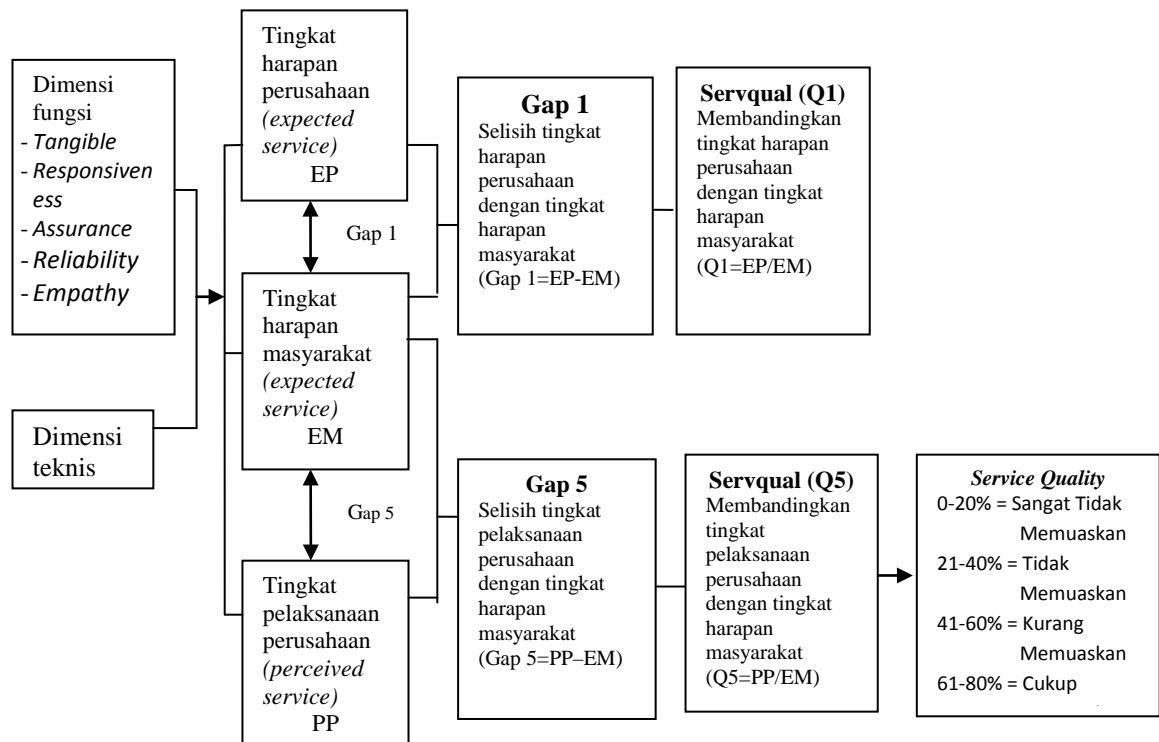 Dimensi
fungsi
- Tangible
- Responsiven
ess
- Assurance
- Reliability
- Empathy
Dimensi
teknis
Tingkat
harapan
perusahaan
(expected
service)
EP
Gap 1
Tingkat
harapan
masyarakat
(expected
service)
EM
Gap 5
Tingkat
pelaksanaan
perusahaan
(perceived
service)
PP
Gap 1
Selisih tingkat
harapan
perusahaan
dengan tingkat
harapan
masyarakat
(Gap 1=EP-EM)
Servqual (Q1)
Membandingkan
tingkat harapan
perusahaan
dengan tingkat
harapan
masyarakat
(Q1=EP/EM)
Gap 5
Selisih tingkat
pelaksanaan
perusahaan
dengan tingkat
harapan
masyarakat
(Gap 5=PP–EM)
Servqual (Q5)
Membandingkan
tingkat
pelaksanaan
perusahaan
dengan tingkat
harapan
masyarakat
(Q5=PP/EM)
Service Quality
0-20% = Sangat Tidak
Memuaskan
21-40% = Tidak
Memuaskan
41-60% = Kurang
Memuaskan
61-80% = Cukup